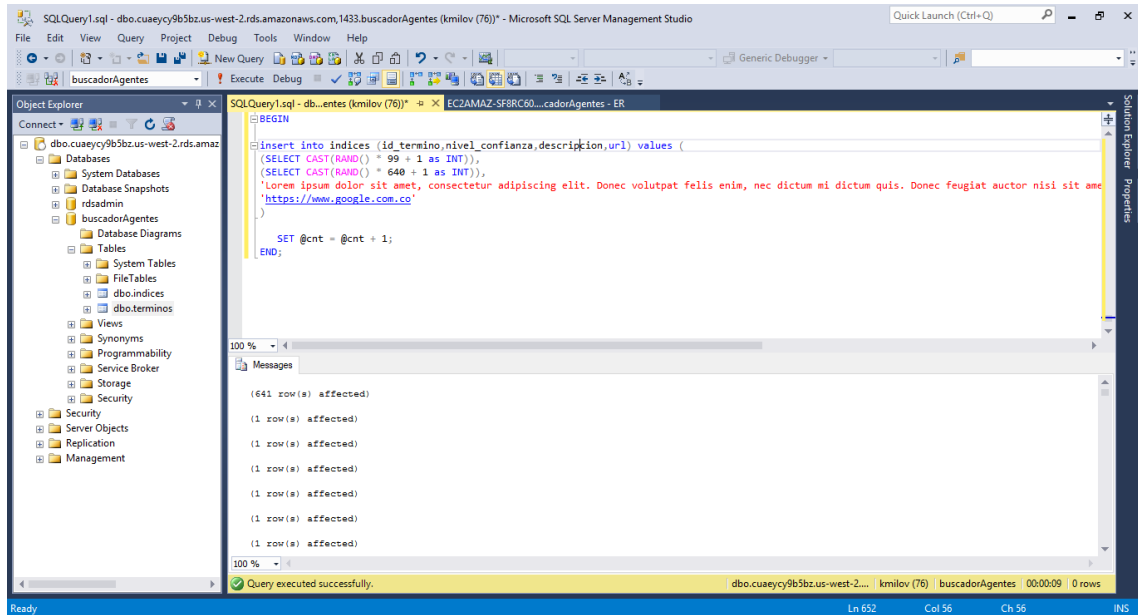 SQLQuery1.sql - dbo.cuaeycy9b5bz.us-west-2.rds.amazonaws.com,1433.buscadorAgentes (kmilov (76))* - Microsoft SQL Server Management Studio
Quick Launch (Ctrl+Q)
File Edit View Query Project Debug Tools Window Help
New Query
Generic Debugger
buscadorAgentes
Execute Debug
Object Explorer
SQLQuery1.sql - db...entes (kmilov (76))*
EC2AMAZ-SF8RC60....cadorAgentes - ER
Solution Explorer
Properties
Connect
dbo.cuaeycy9b5bz.us-west-2.rds.amaz
Databases
System Databases
Database Snapshots
rdsadmin
buscadorAgentes
Database Diagrams
Tables
System Tables
FileTables
dbo.indices
dbo.terminos
Views
Synonyms
Programmability
Service Broker
Storage
Security
Security
Server Objects
Replication
Management
BEGIN
insert into indices (id_termino,nivel_confianza,descripcion,url) values (
(SELECT CAST(RAND() * 99 + 1 as INT)),
(SELECT CAST(RAND() * 640 + 1 as INT)),
'Lorem ipsum dolor sit amet, consectetur adipiscing elit. Donec volutpat felis enim, nec dictum mi dictum quis. Donec feugiat auctor nisi sit ame
'https://www.google.com.co'
)
SET @cnt = @cnt + 1;
END;
100 %
Messages
(641 row(s) affected)
(1 row(s) affected)
(1 row(s) affected)
(1 row(s) affected)
(1 row(s) affected)
(1 row(s) affected)
(1 row(s) affected)
100 %
Query executed successfully.
dbo.cuaeycy9b5bz.us-west-2.... kmilov (76) buscadorAgentes 00:00:09 0 rows
Ready
Ln 652 Col 56 Ch 56 INS